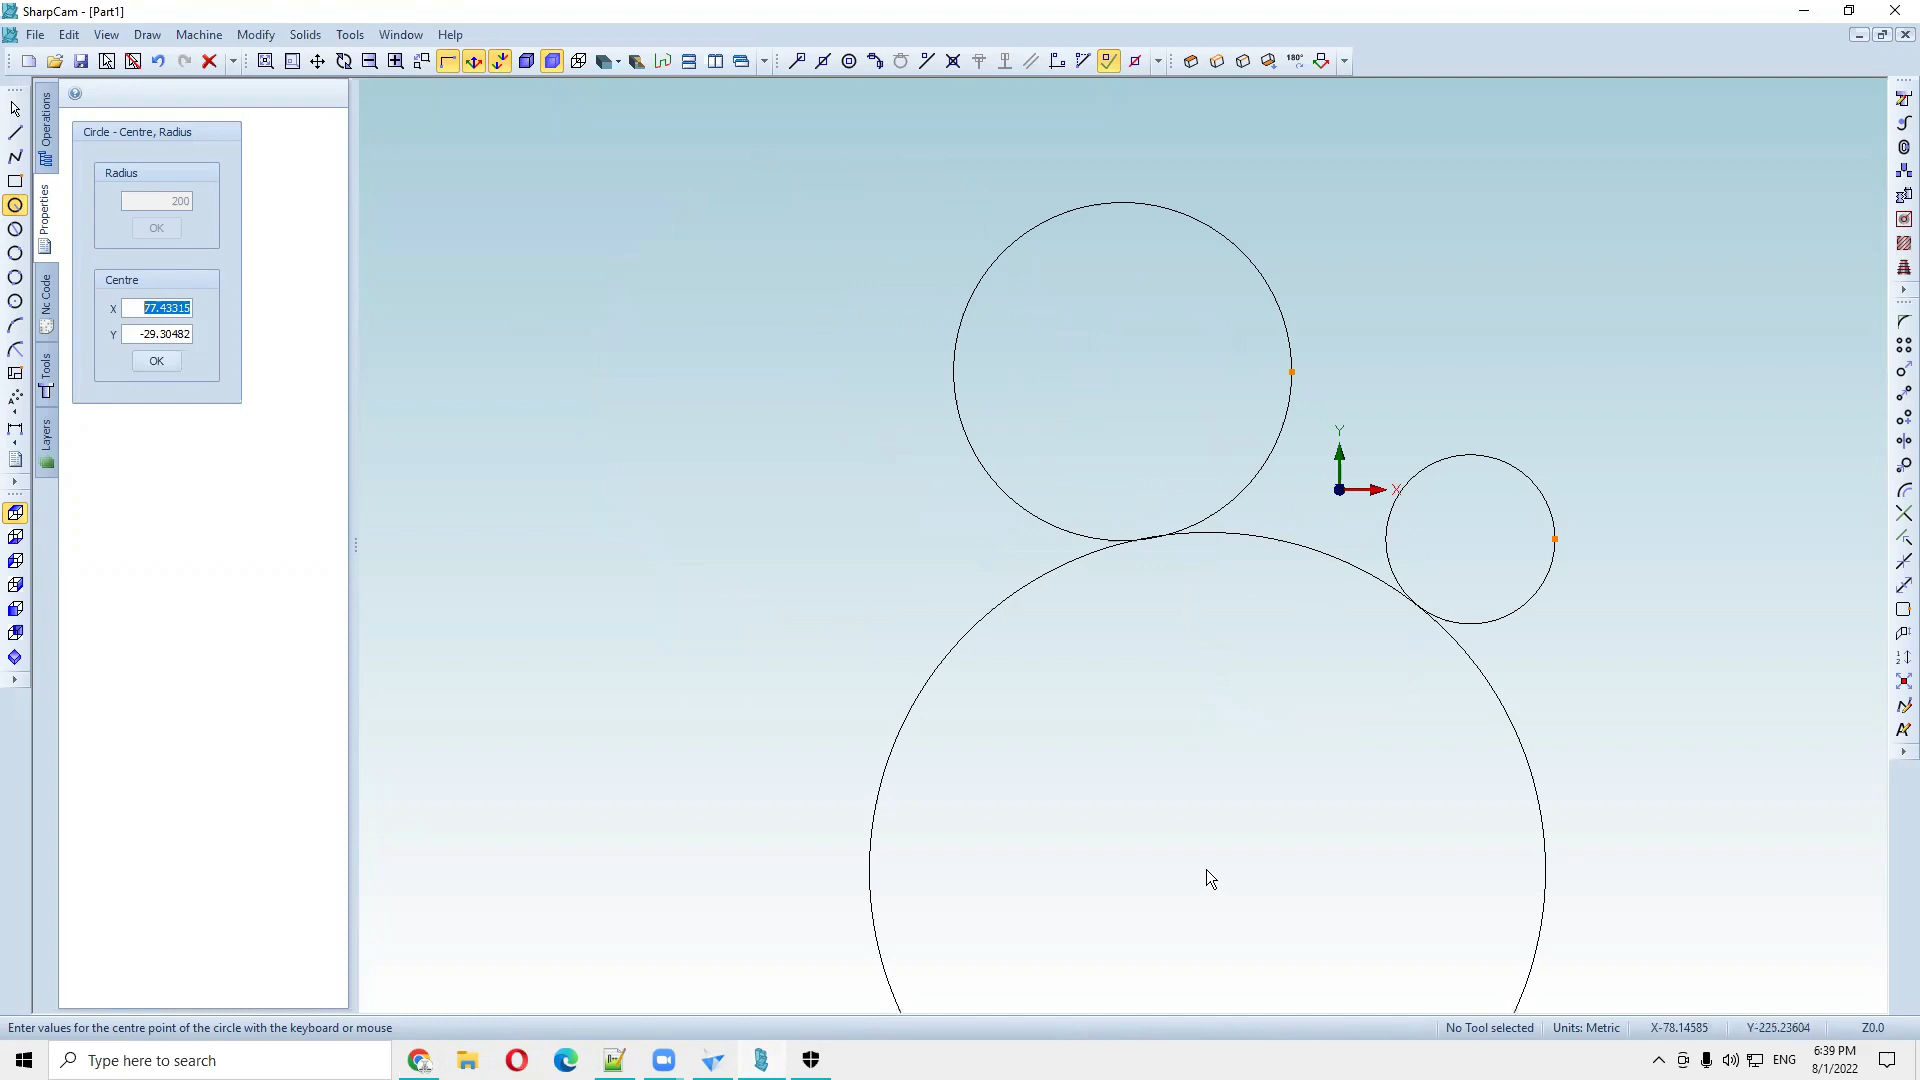 SharpCam - [Part1]
File Edit View Draw Machine Modify Solids Tools Window Help
180°
Operations
Properties
Nc Code
Tools
Layers
Circle - Centre, Radius
Radius
200
OK
Centre
X 77.43315
Y -29.30482
OK
Y
X
Enter values for the centre point of the circle with the keyboard or mouse
No Tool selected Units: Metric X-78.14585 Y-225.23604 Z0.0
Type here to search
ENG
6:39 PM
8/1/2022